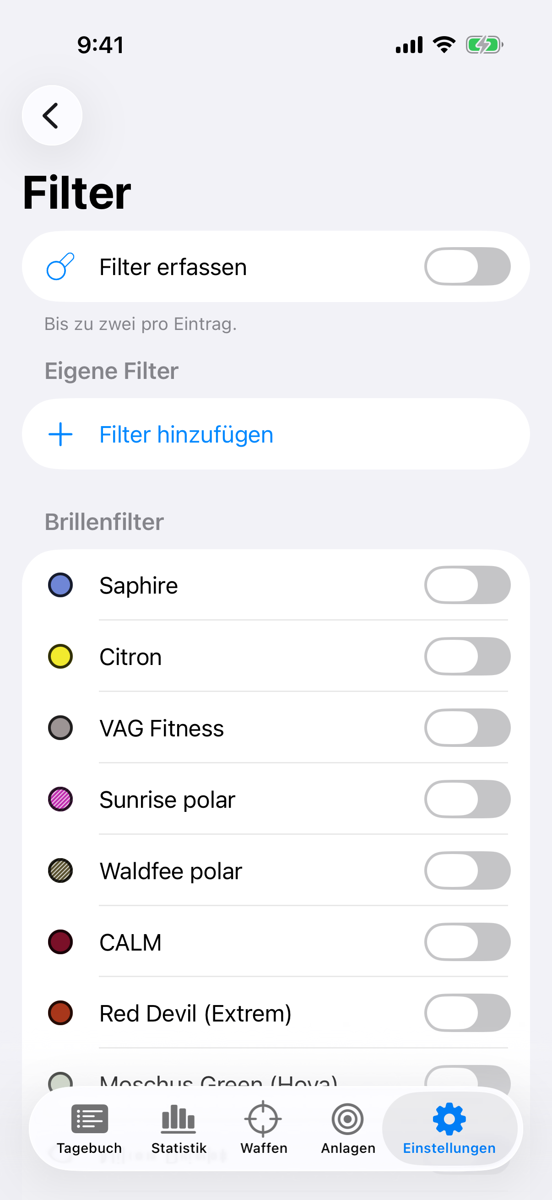 9:41
Filter
Filter erfassen
Bis zu zwei pro Eintrag.
Eigene Filter
Filter hinzufügen
Brillenfilter
Saphire
Citron
VAG Fitness
Sunrise polar
Waldfee polar
CALM
Red Devil (Extrem)
Moschus Green (Hoya)
Tagebuch
Statistik
Waffen
Anlagen
Einstellungen